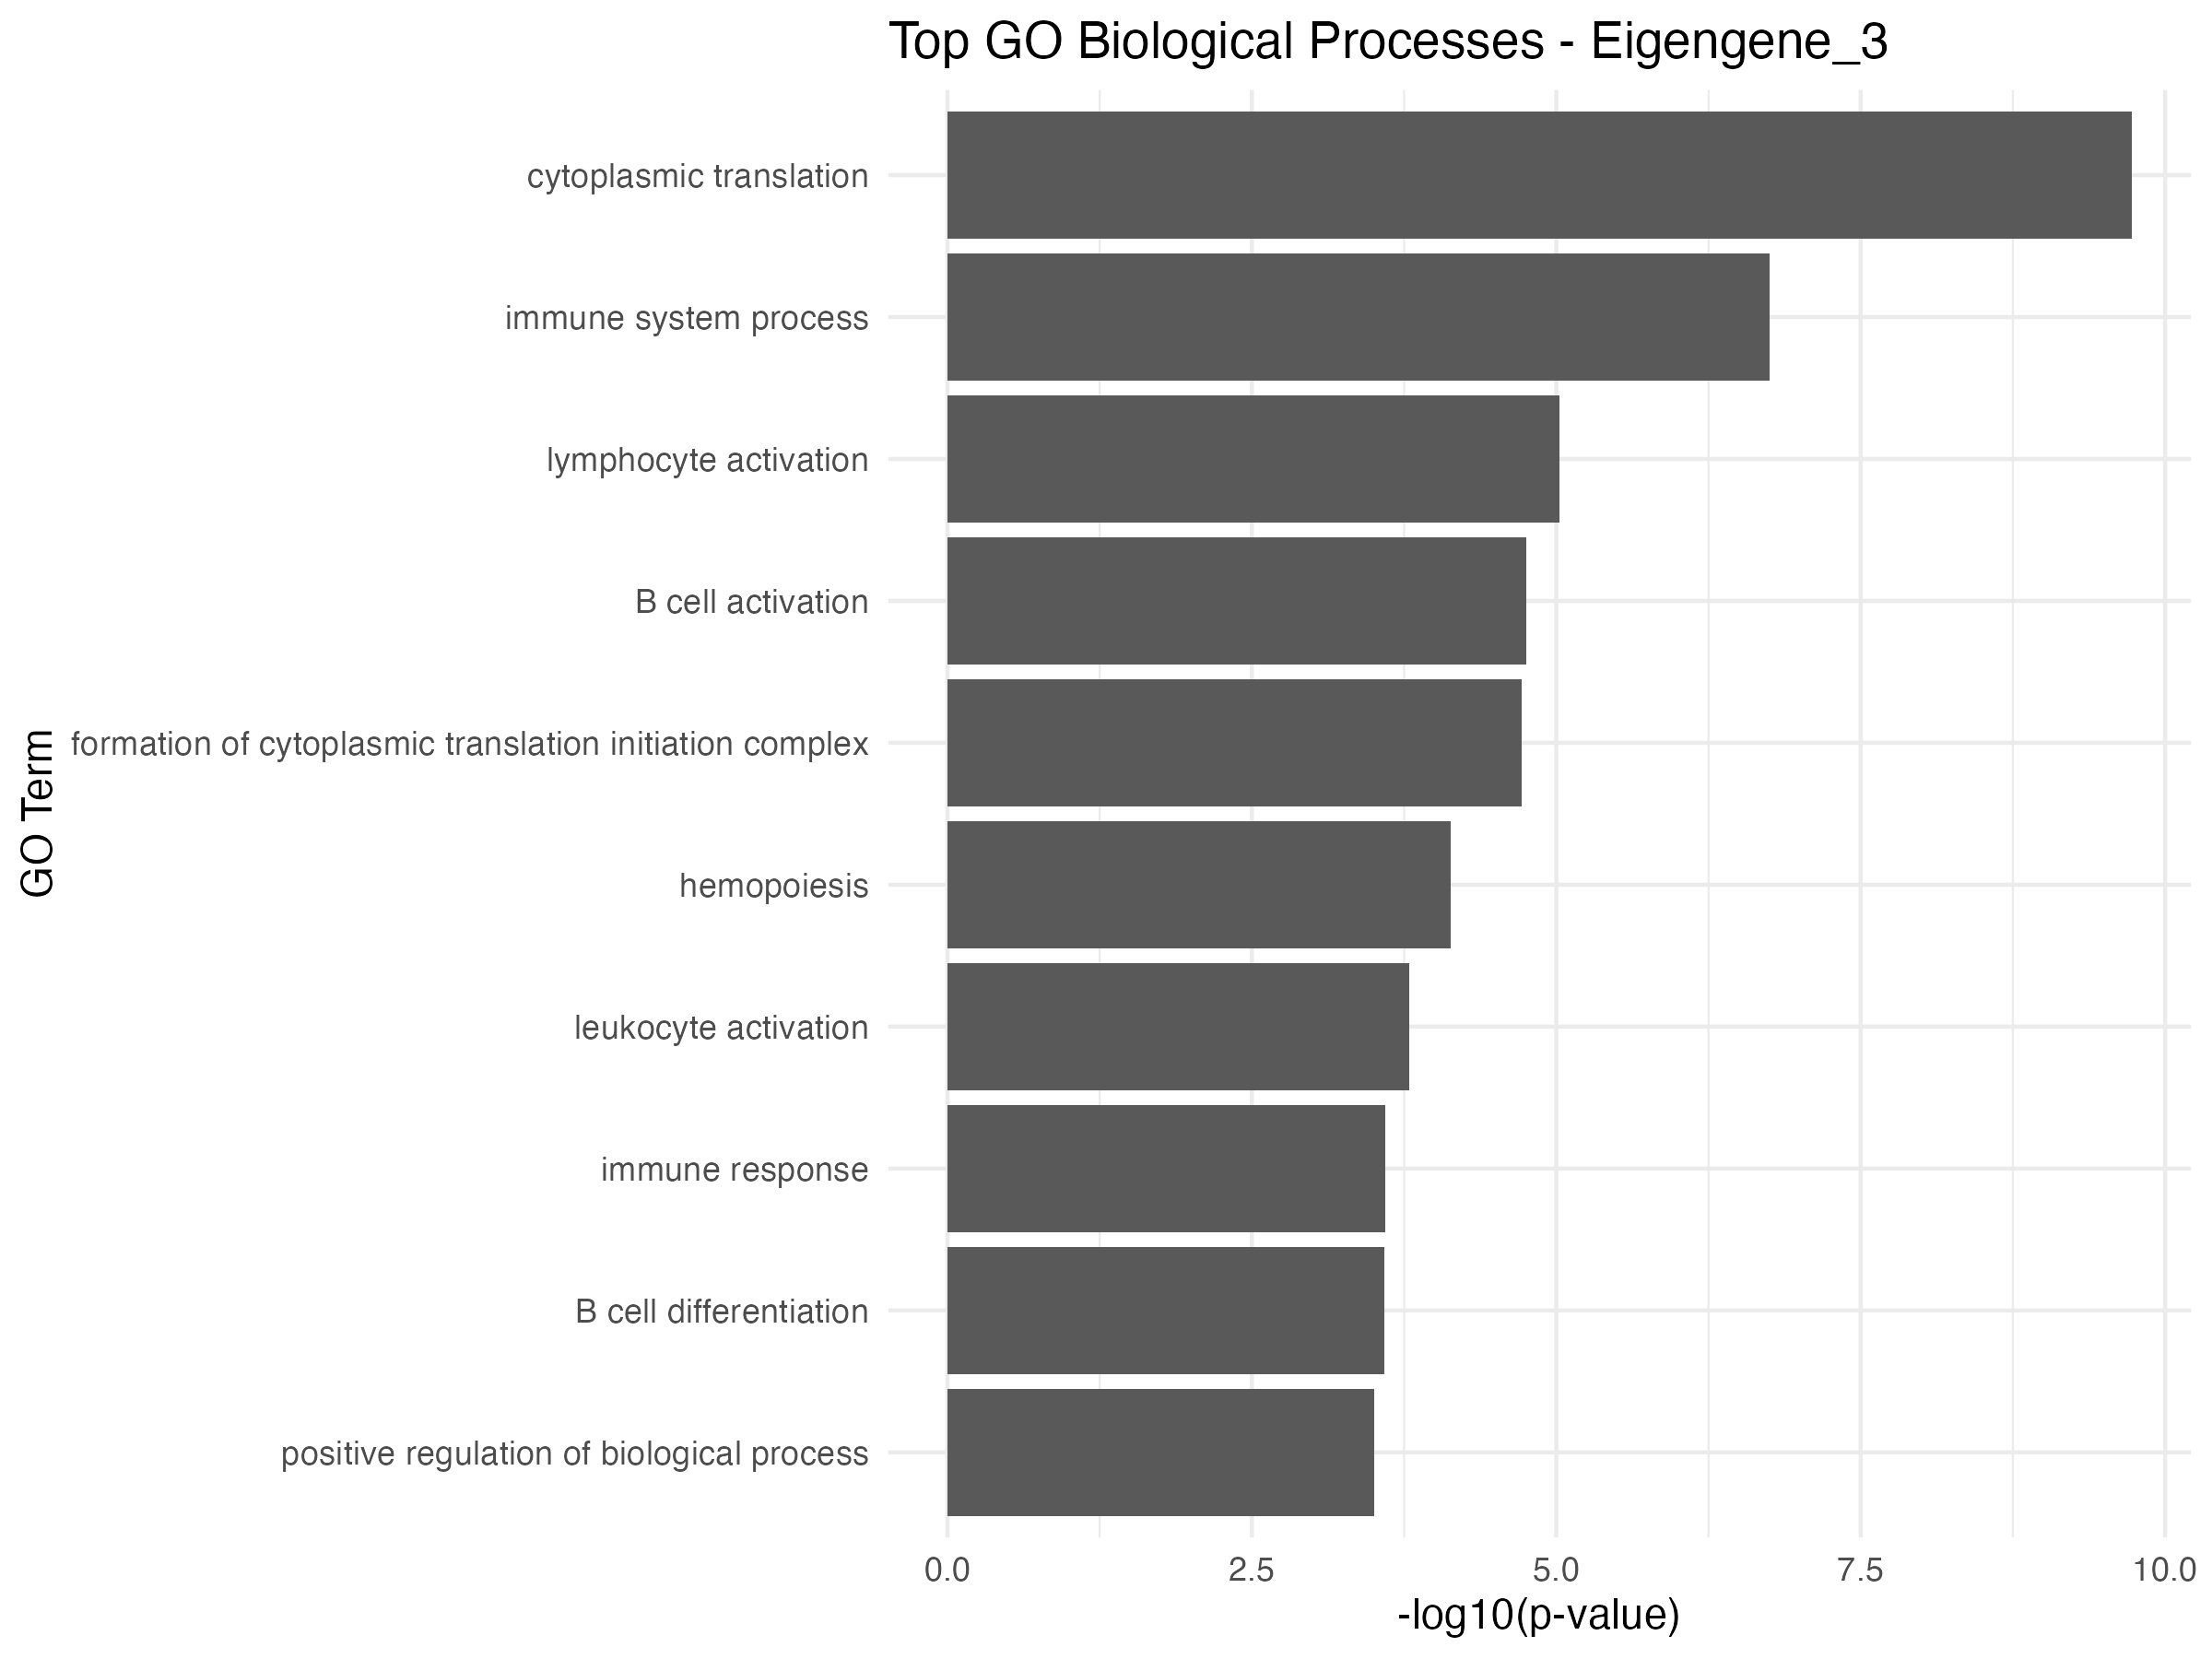 Top GO Biological Processes - Eigengene_3
cytoplasmic translation
immune system process
lymphocyte activation
B cell activation
formation of cytoplasmic translation initiation complex
hemopoiesis
leukocyte activation
immune response
B cell differentiation
positive regulation of biological process
GO Term
0.0 2.5 5.0 7.5 10.0
-log10(p-value)